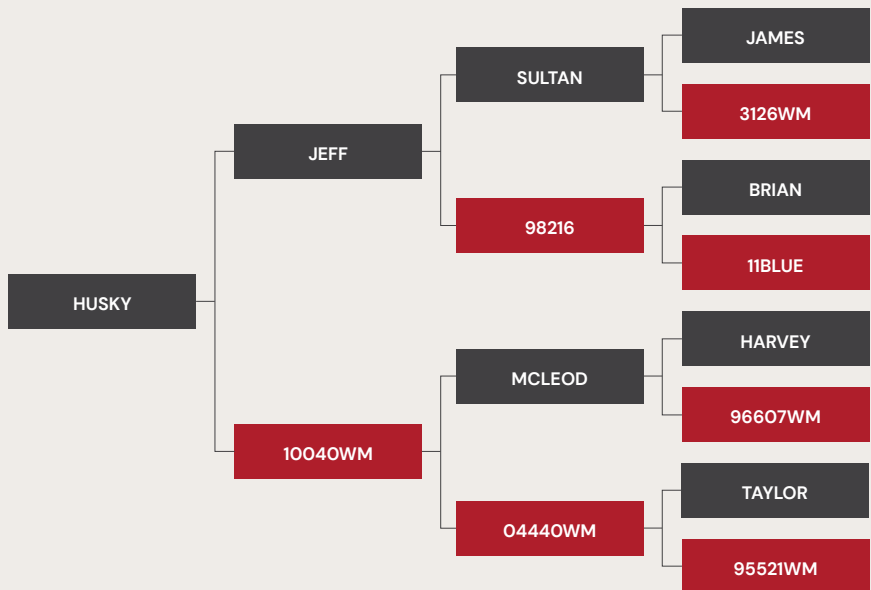 JAMES
SULTAN
3126WM
JEFF
BRIAN
98216
11BLUE
HUSKY
HARVEY
MCLEOD
96607WM
10040WM
TAYLOR
04440WM
95521WM